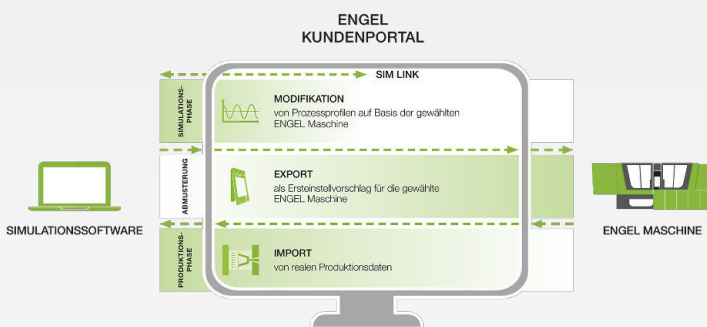 ENGEL
KUNDENPORTAL
SIM LINK
SIMULATIONS-
PHASE
MODIFIKATION
von Prozessprofilen auf Basis der gewählten
ENGEL Maschine
ABMUSTERUNG
EXPORT
als Ersteinstellvorschlag für die gewählte
ENGEL Maschine
SIMULATIONSSOFTWARE
ENGEL MASCHINE
PRODUKTIONS-
PHASE
IMPORT
von realen Produktionsdaten